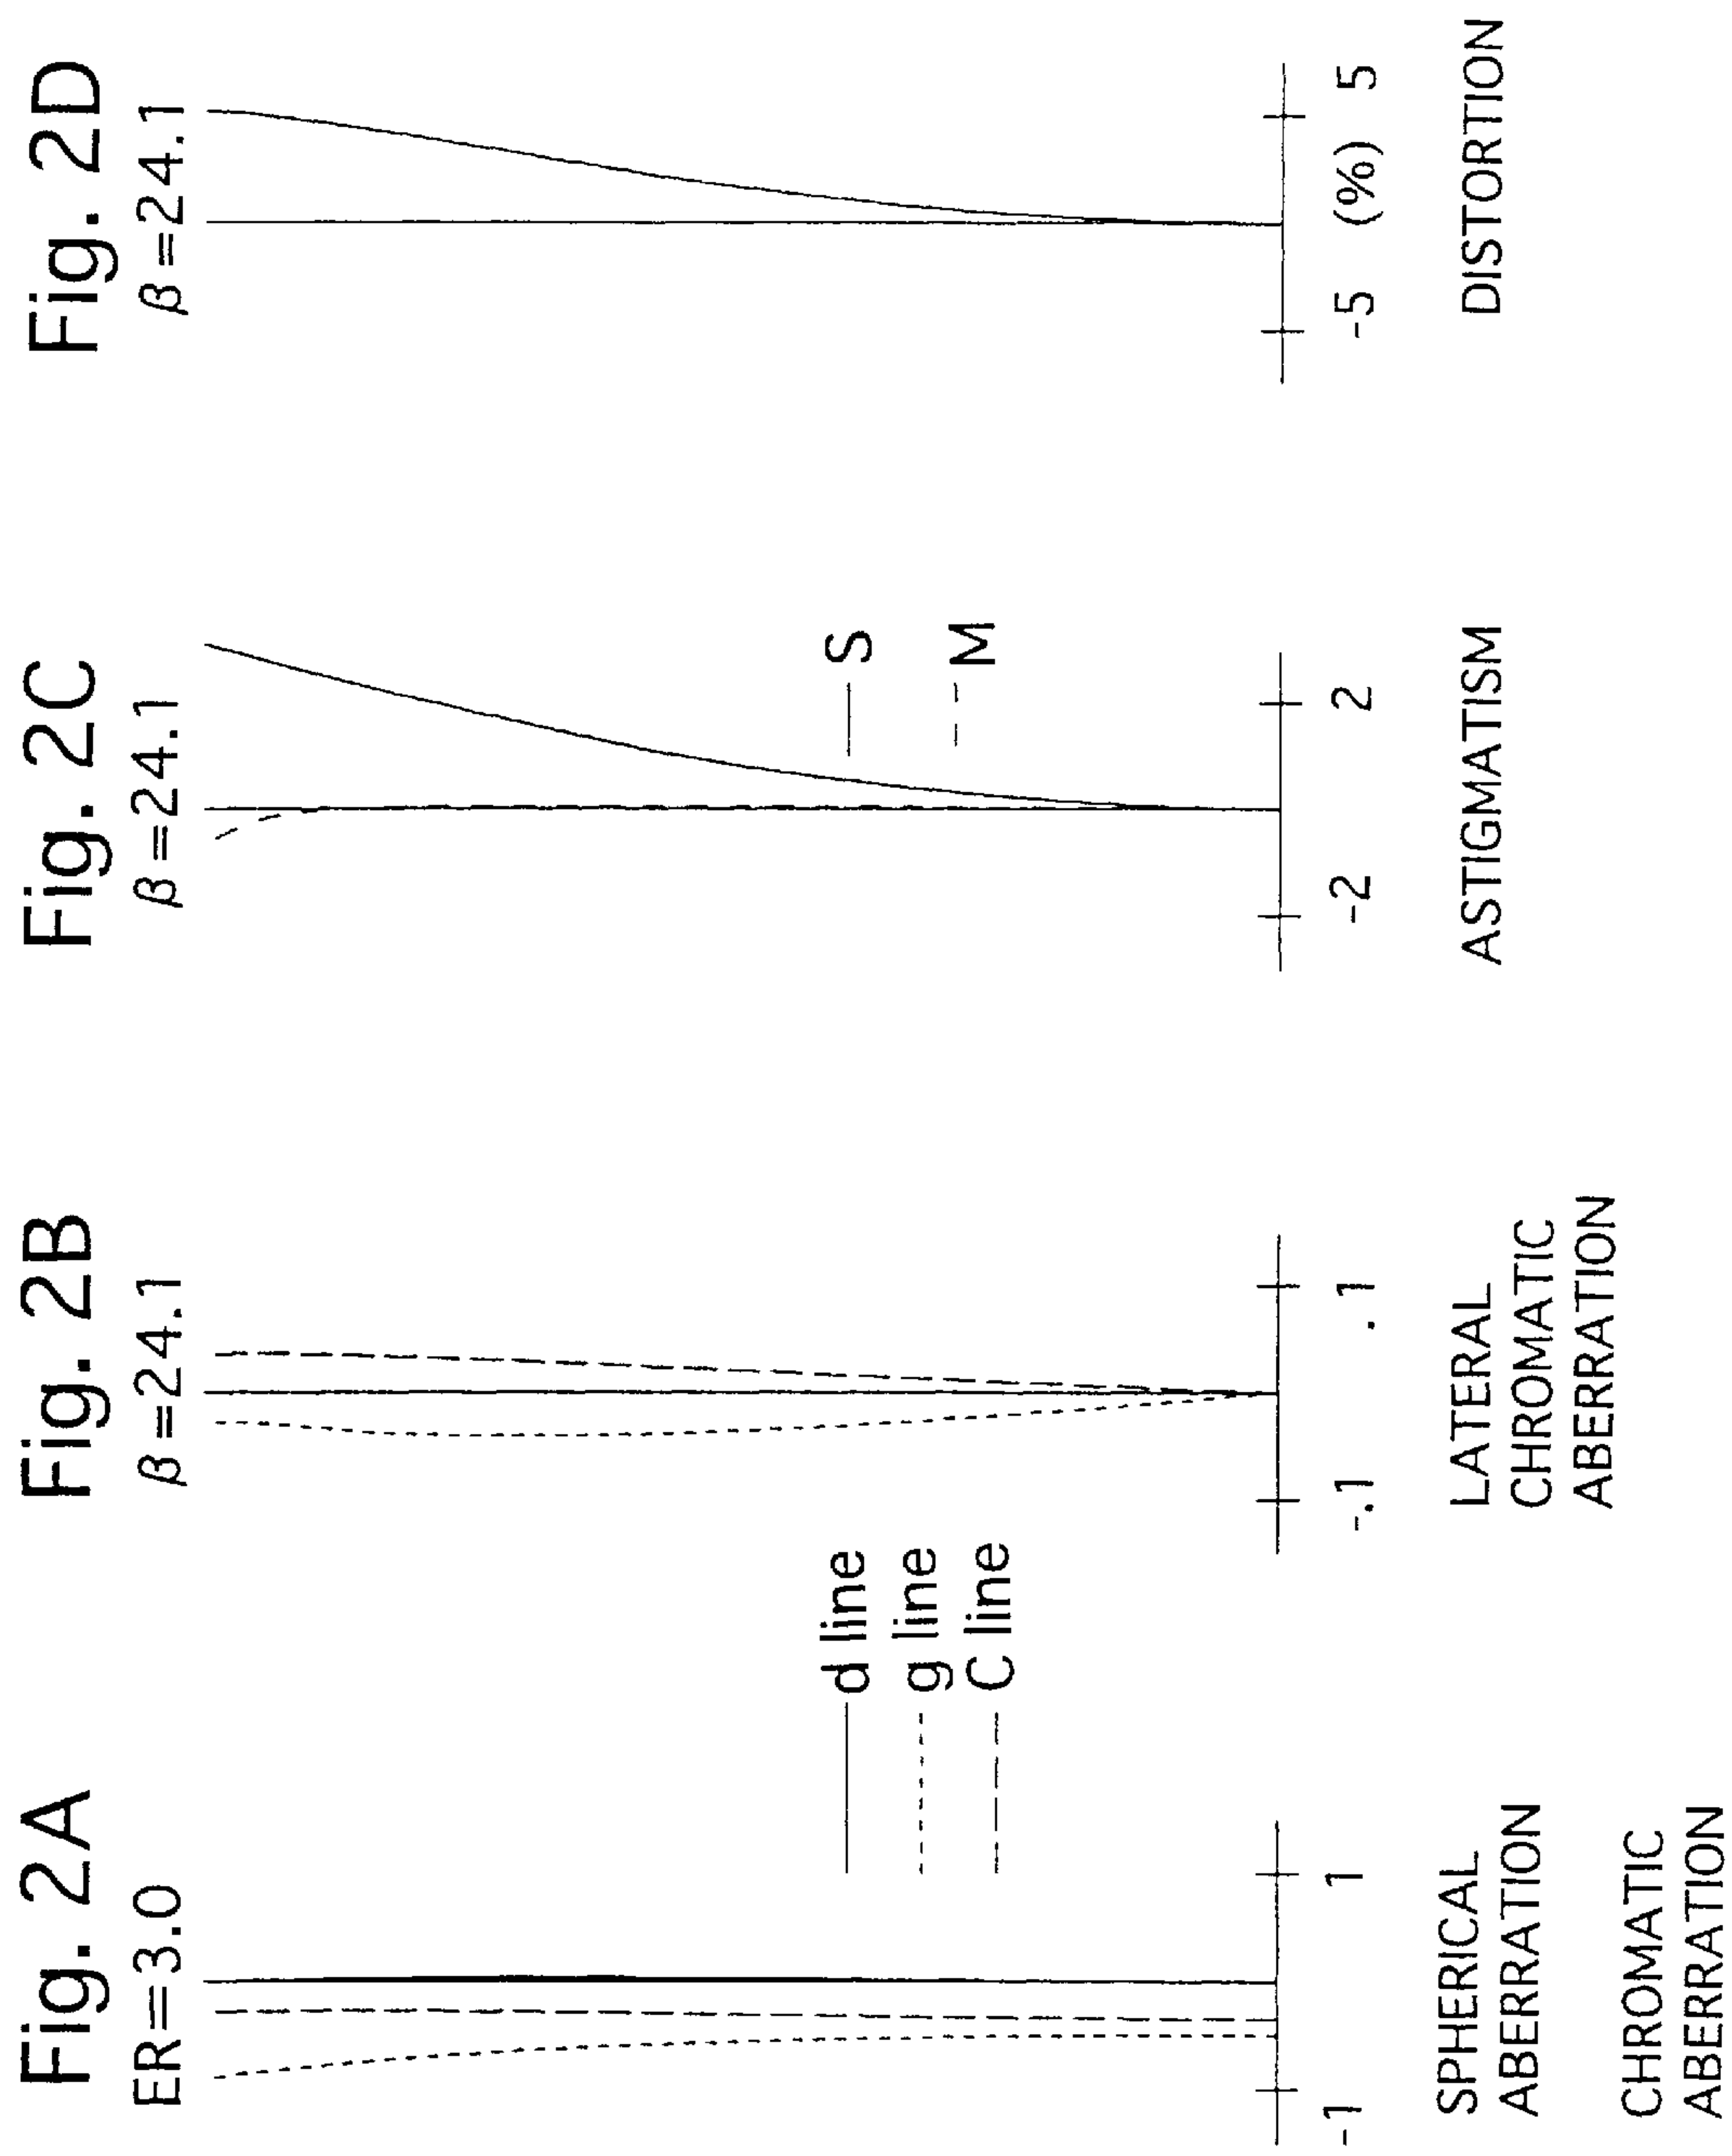 Fig. 2A
ER=3.0
d line
g line
C line
-1
1
SPHERICAL
ABERRATION
CHROMATIC
ABERRATION
Fig. 2B
β=24.1
-.1
.1
LATERAL
CHROMATIC
ABERRATION
Fig. 2C
β=24.1
S
M
-2
2
ASTIGMATISM
Fig. 2D
β=24.1
-5 (%) 5
DISTORTION